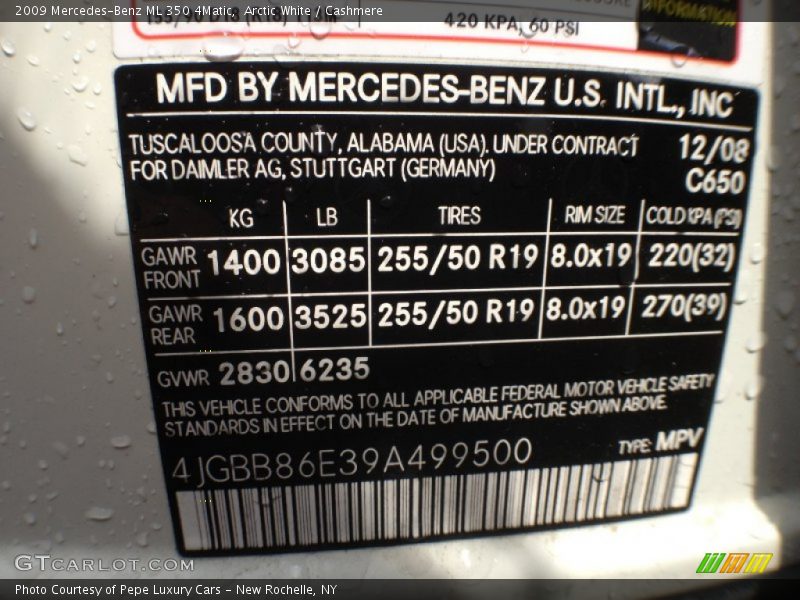 2009 Mercedes-Benz ML 350 4Matic, Arctic White / Cashmere
420 KPA, 60 PSI
INFORMATION
MFD BY MERCEDES-BENZ U.S. INTL., INC
TUSCALOOSA COUNTY, ALABAMA (USA). UNDER CONTRACT 12/08
FOR DAIMLER AG, STUTTGART (GERMANY) C650
KG LB TIRES RIM SIZE COLD KPA (PSI)
GAWR FRONT 1400 3085 255/50 R19 8.0x19 220(32)
GAWR REAR 1600 3525 255/50 R19 8.0x19 270(39)
GVWR 2830 6235
THIS VEHICLE CONFORMS TO ALL APPLICABLE FEDERAL MOTOR VEHICLE SAFETY
STANDARDS IN EFFECT ON THE DATE OF MANUFACTURE SHOWN ABOVE.
4JGBB86E39A499500 TYPE: MPV
GTCARLOT.COM
Photo Courtesy of Pepe Luxury Cars - New Rochelle, NY